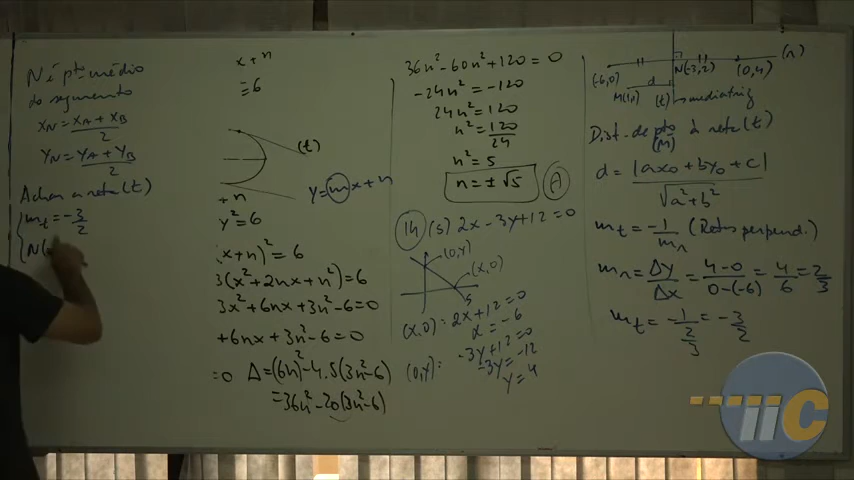 N é pto médio
do segmento
x_N = x_A + x_B / 2
y_N = y_A + y_B / 2
Achar a reta (t)
m_t = -3/2
N(-
x + n
= 6
(t)
y = mx + n
+ n
y² = 6
x + n)² = 6
3(x² + 2nx + n²) = 6
3x² + 6nx + 3n² - 6 = 0
+ 6nx + 3n² - 6 = 0
= 0 Δ = (6n)² - 4.5(3n² - 6)
= 36n² - 20(3n² - 6)
36n² - 60n² + 120 = 0
-24n² = -120
24n² = 120
n² = 120/24
n² = 5
n = ± √5 (A)
14 (s) 2x - 3y + 12 = 0
(0,y)
(x,0)
s
(x,0): 2x + 12 = 0
x = -6
(0,y): -3y + 12 = 0
-3y = -12
y = 4
(r)
(-6,0) N(-3,2) (0,4)
d
M(1,1) (t) → mediatriz
Dist. de pto à reta (t)
(M)
d = |ax₀ + by₀ + c| / √a² + b²
m_t = -1/m_r (Retas perpend.)
m_r = Δy/Δx = 4-0/0-(-6) = 4/6 = 2/3
m_t = -1/(2/3) = -3/2
iiC